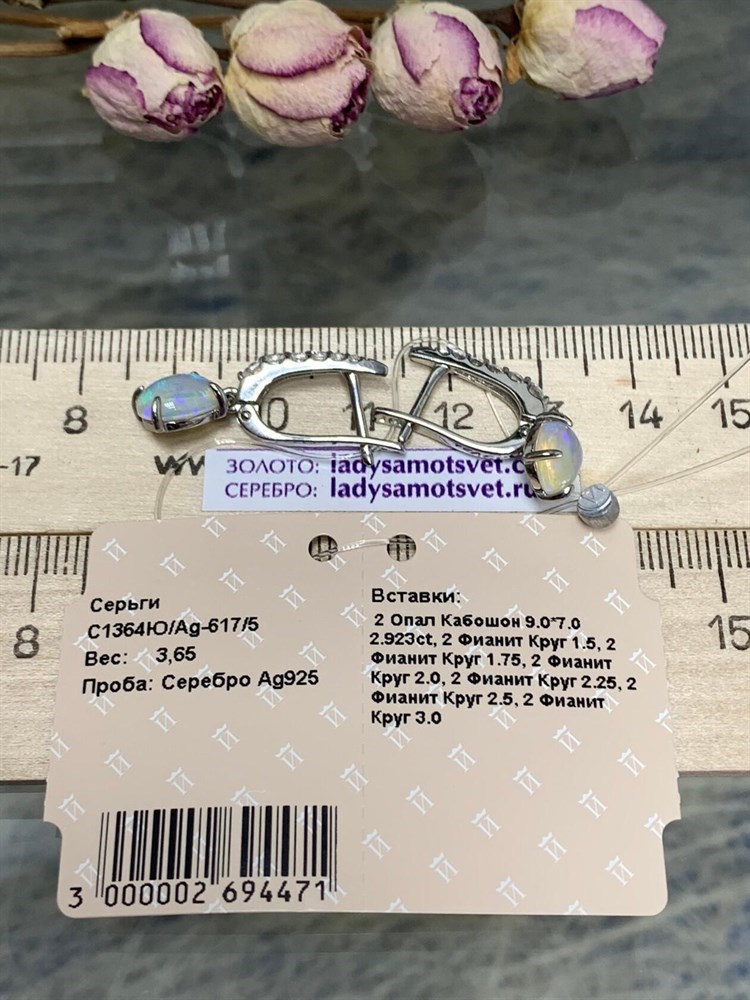 8 0 11 12 14 15
-17
ЗОЛОТО: ladysamotsvet.c
СЕРЕБРО: ladysamotsvet.ru
8 15
Серьги
С1364Ю/Ag-617/5
Вес: 3,65
Проба: Серебро Ag925
Вставки:
2 Опал Кабошон 9.0*7.0
2.923ct, 2 Фианит Круг 1.5, 2
Фианит Круг 1.75, 2 Фианит
Круг 2.0, 2 Фианит Круг 2.25, 2
Фианит Круг 2.5, 2 Фианит
Круг 3.0
3 000002 694471